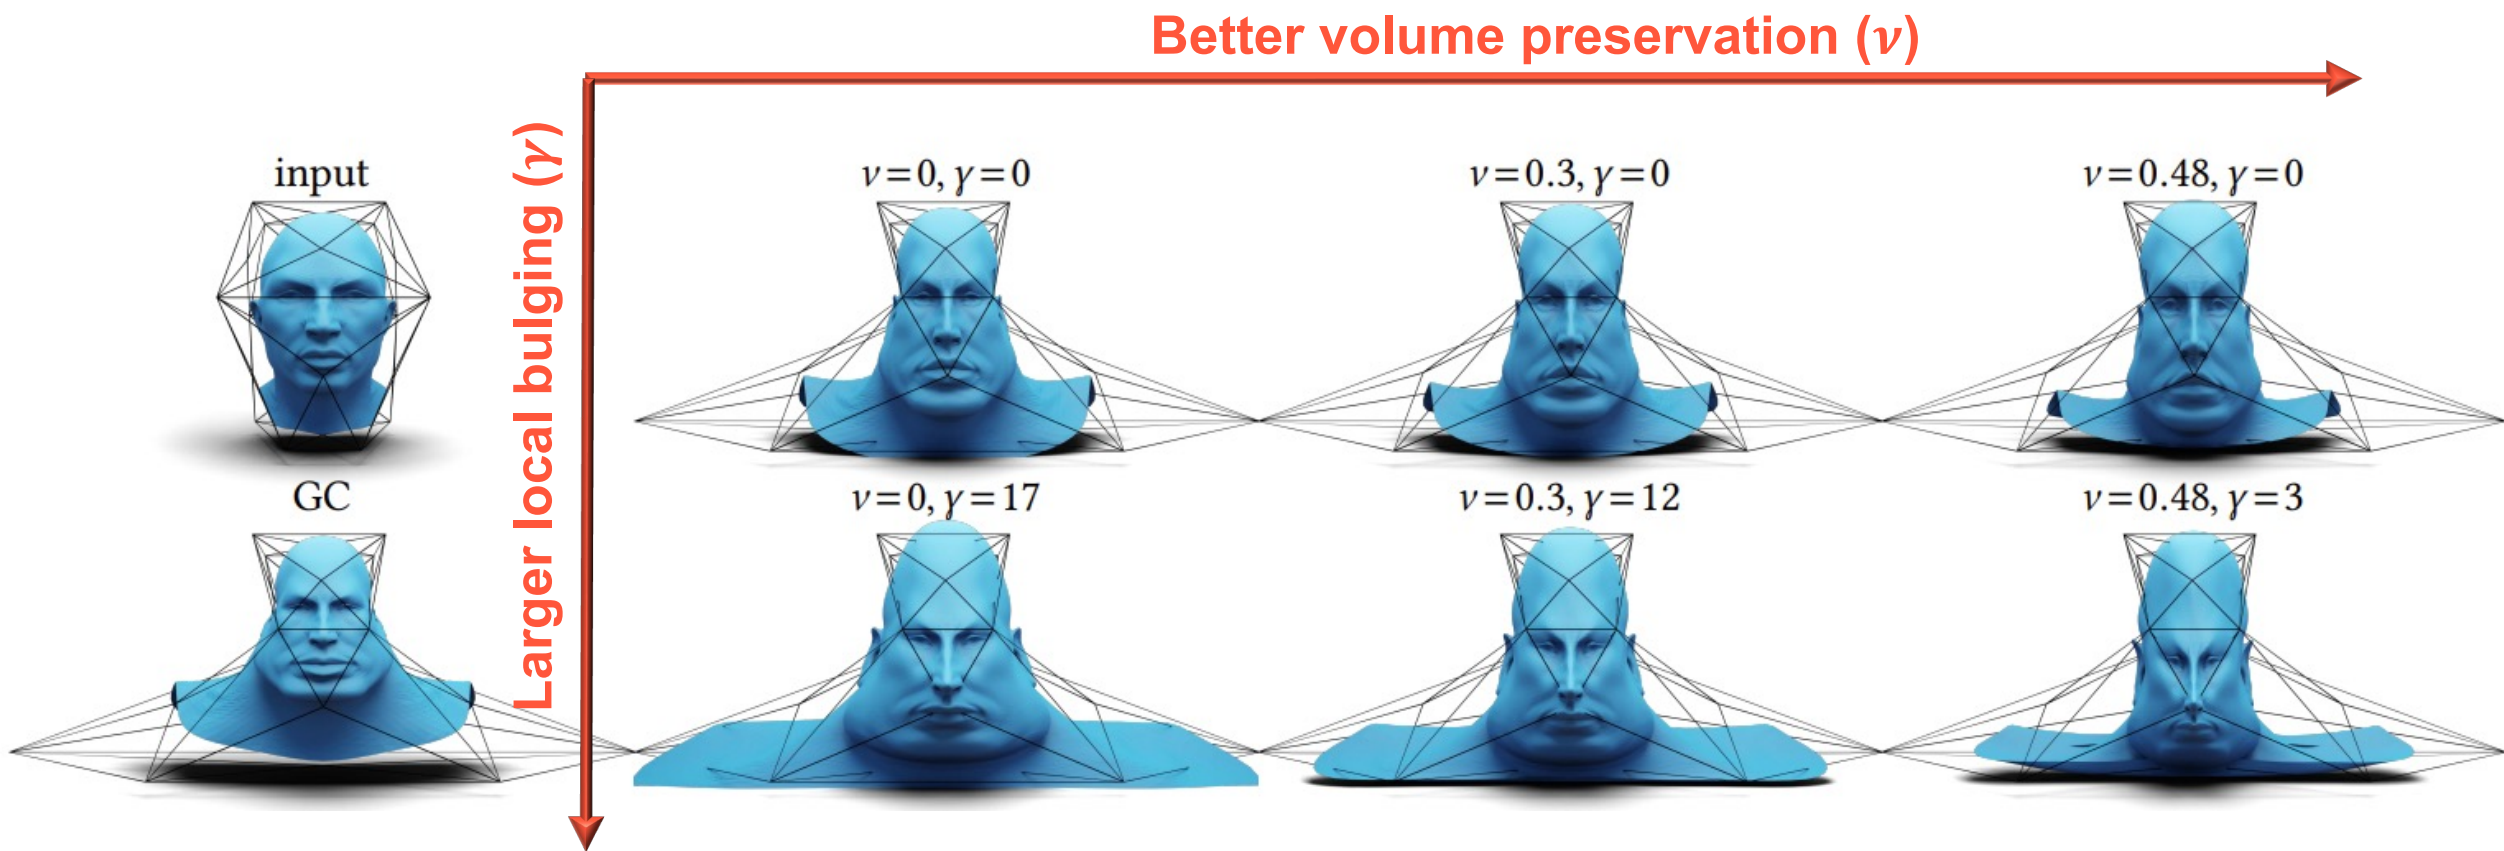 Better volume preservation (ν)
Larger local bulging (γ)
input
ν=0, γ=0
ν=0.3, γ=0
ν=0.48, γ=0
GC
ν=0, γ=17
ν=0.3, γ=12
ν=0.48, γ=3